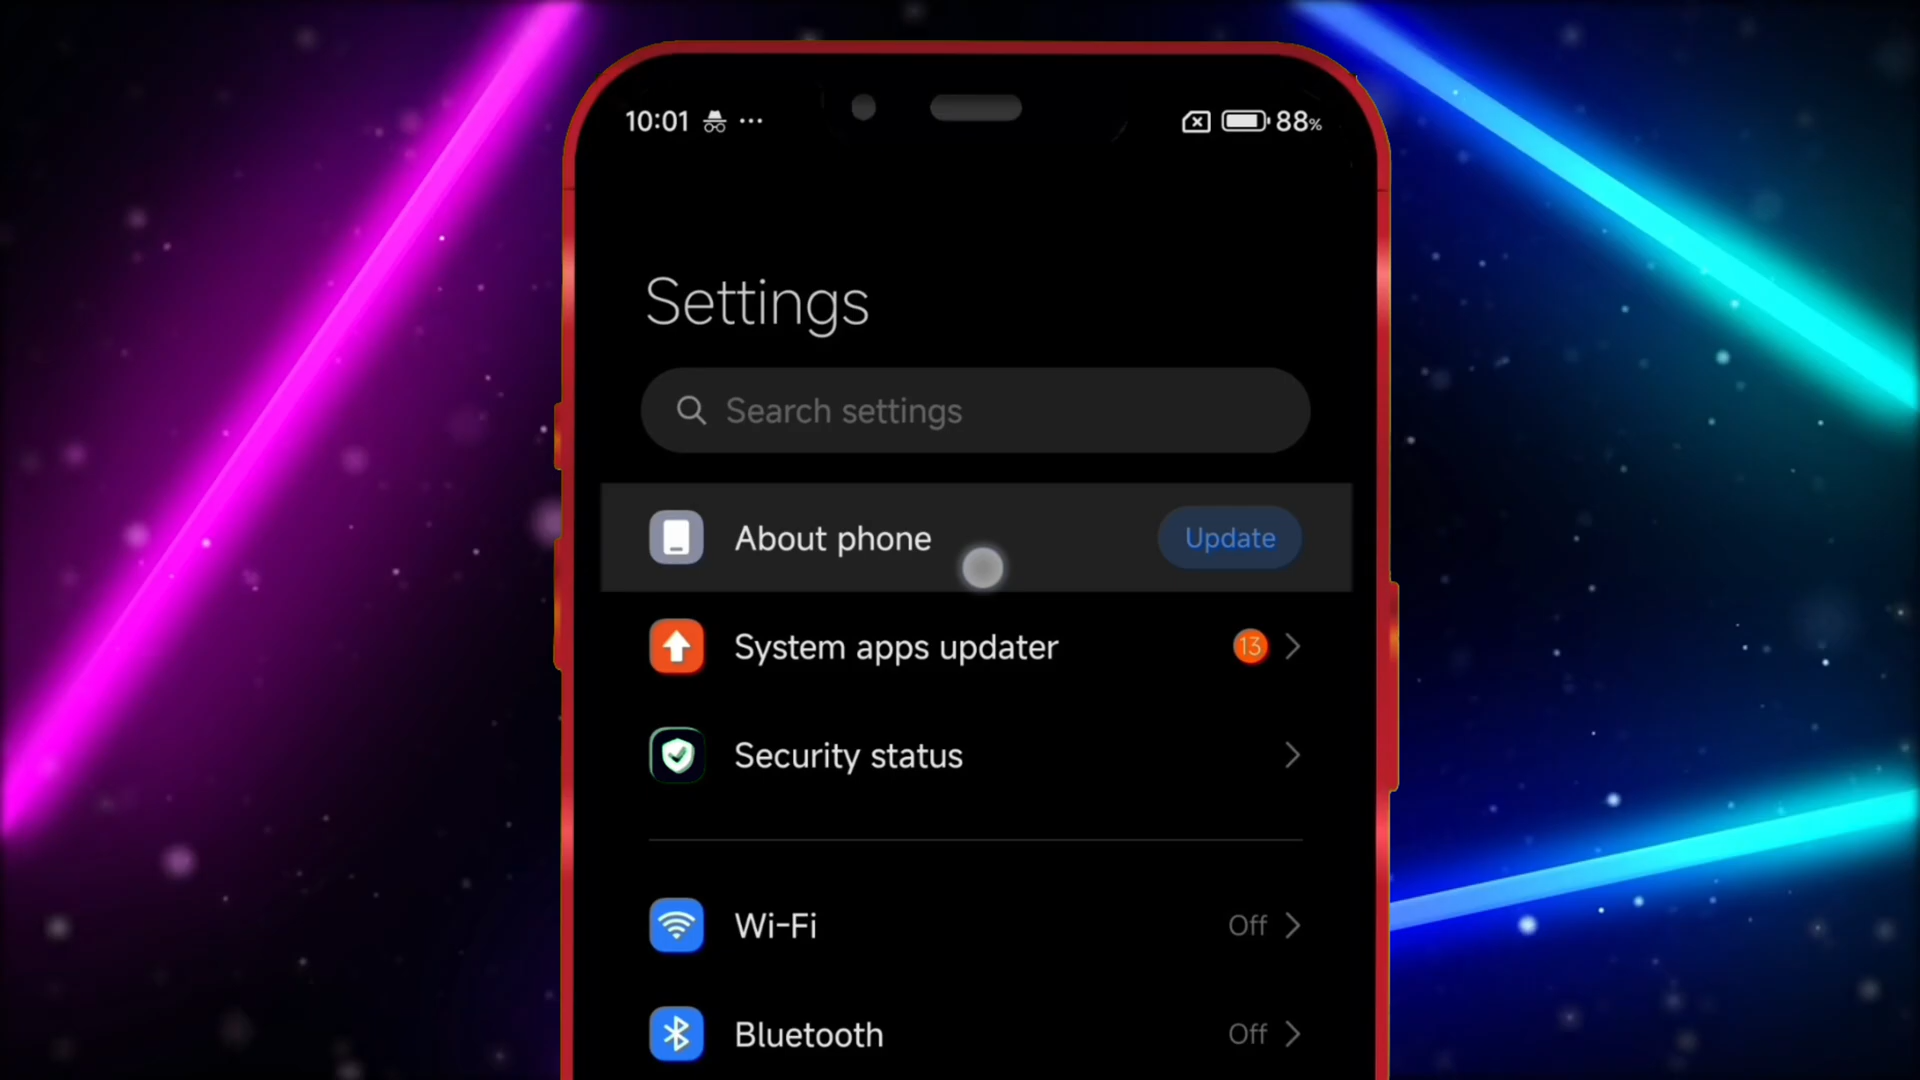 10:01 ... 88%
Settings
Search settings
About phone Update
System apps updater 13
Security status
Wi-Fi Off
Bluetooth Off